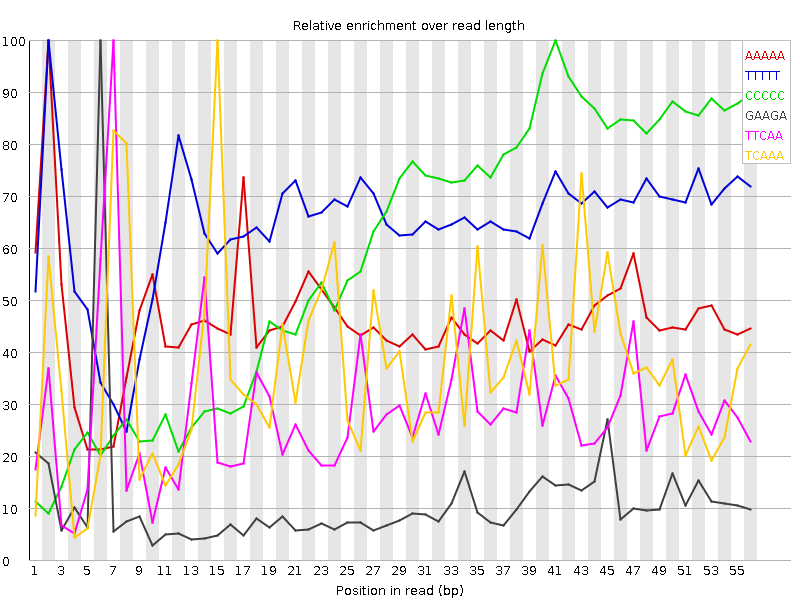 Relative enrichment over read length
100
90
80
70
60
50
40
30
20
10
0
AAAAA
TTTTT
CCCCC
GAAGA
TTCAA
TCAAA
1 3 5 7 9 11 13 15 17 19 21 23 25 27 29 31 33 35 37 39 41 43 45 47 49 51 53 55
Position in read (bp)